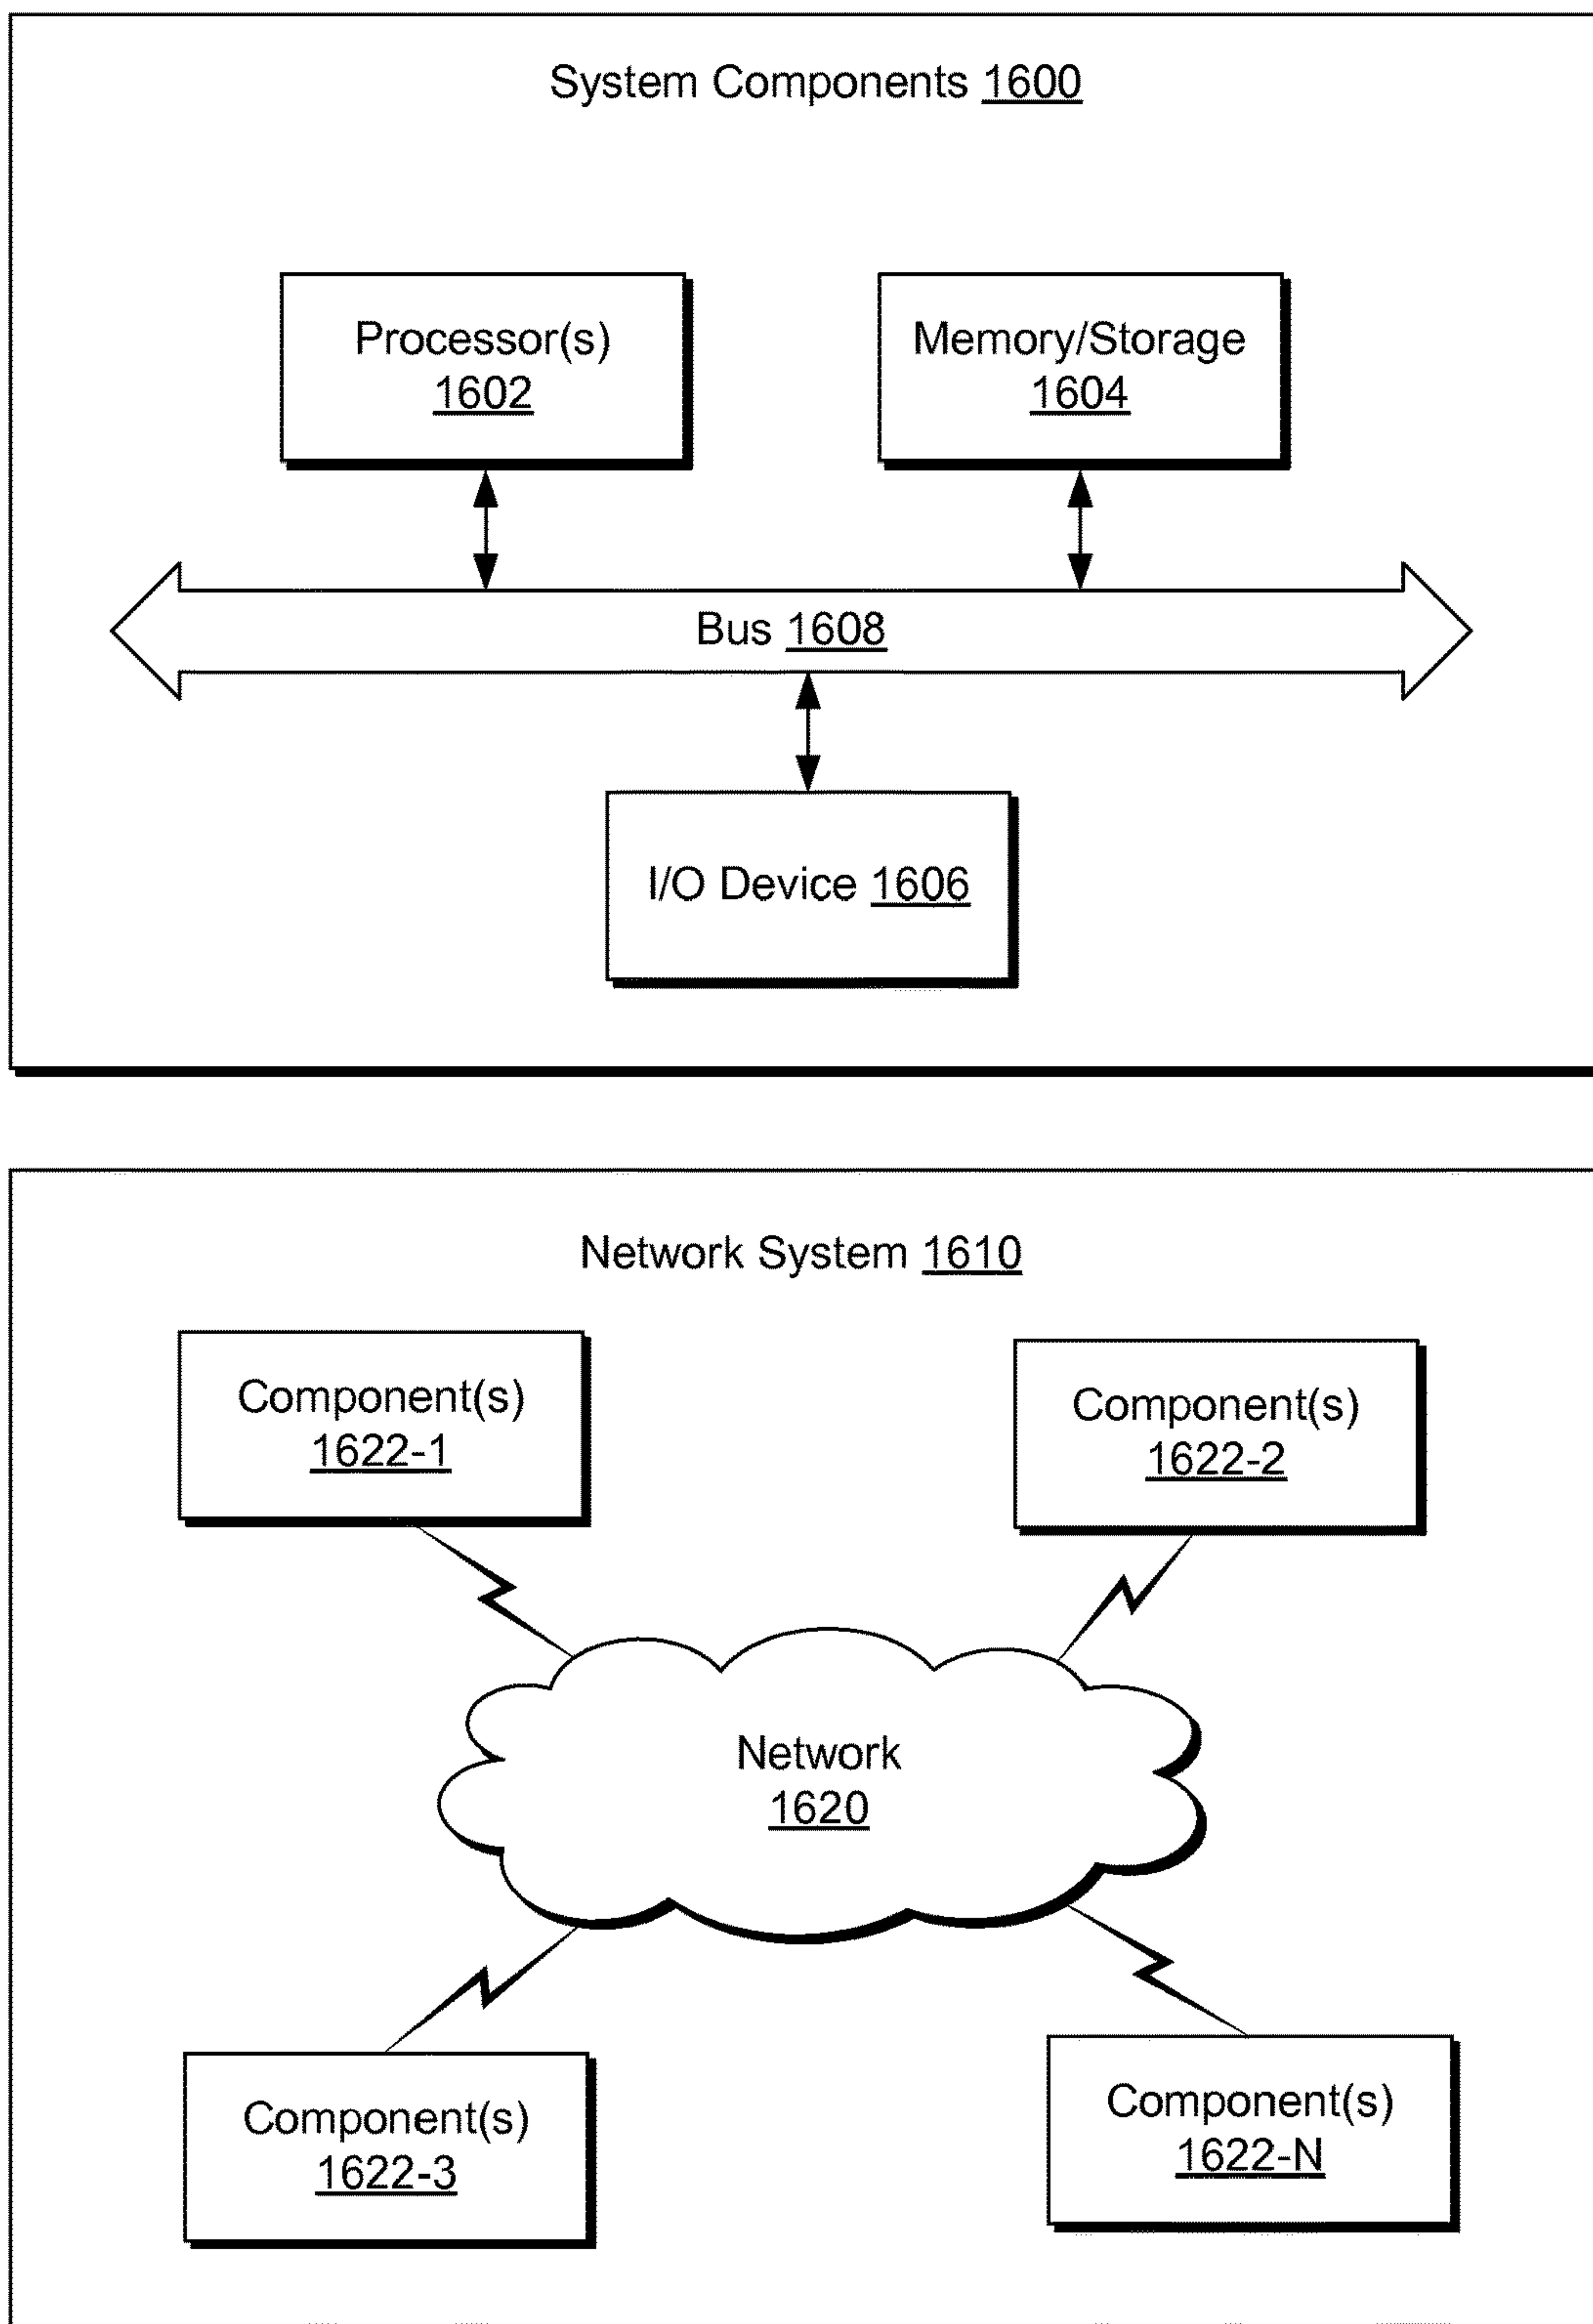 System Components 1600
Processor(s)
1602
Memory/Storage
1604
Bus 1608
I/O Device 1606
Network System 1610
Component(s)
1622-1
Component(s)
1622-2
Network
1620
Component(s)
1622-3
Component(s)
1622-N